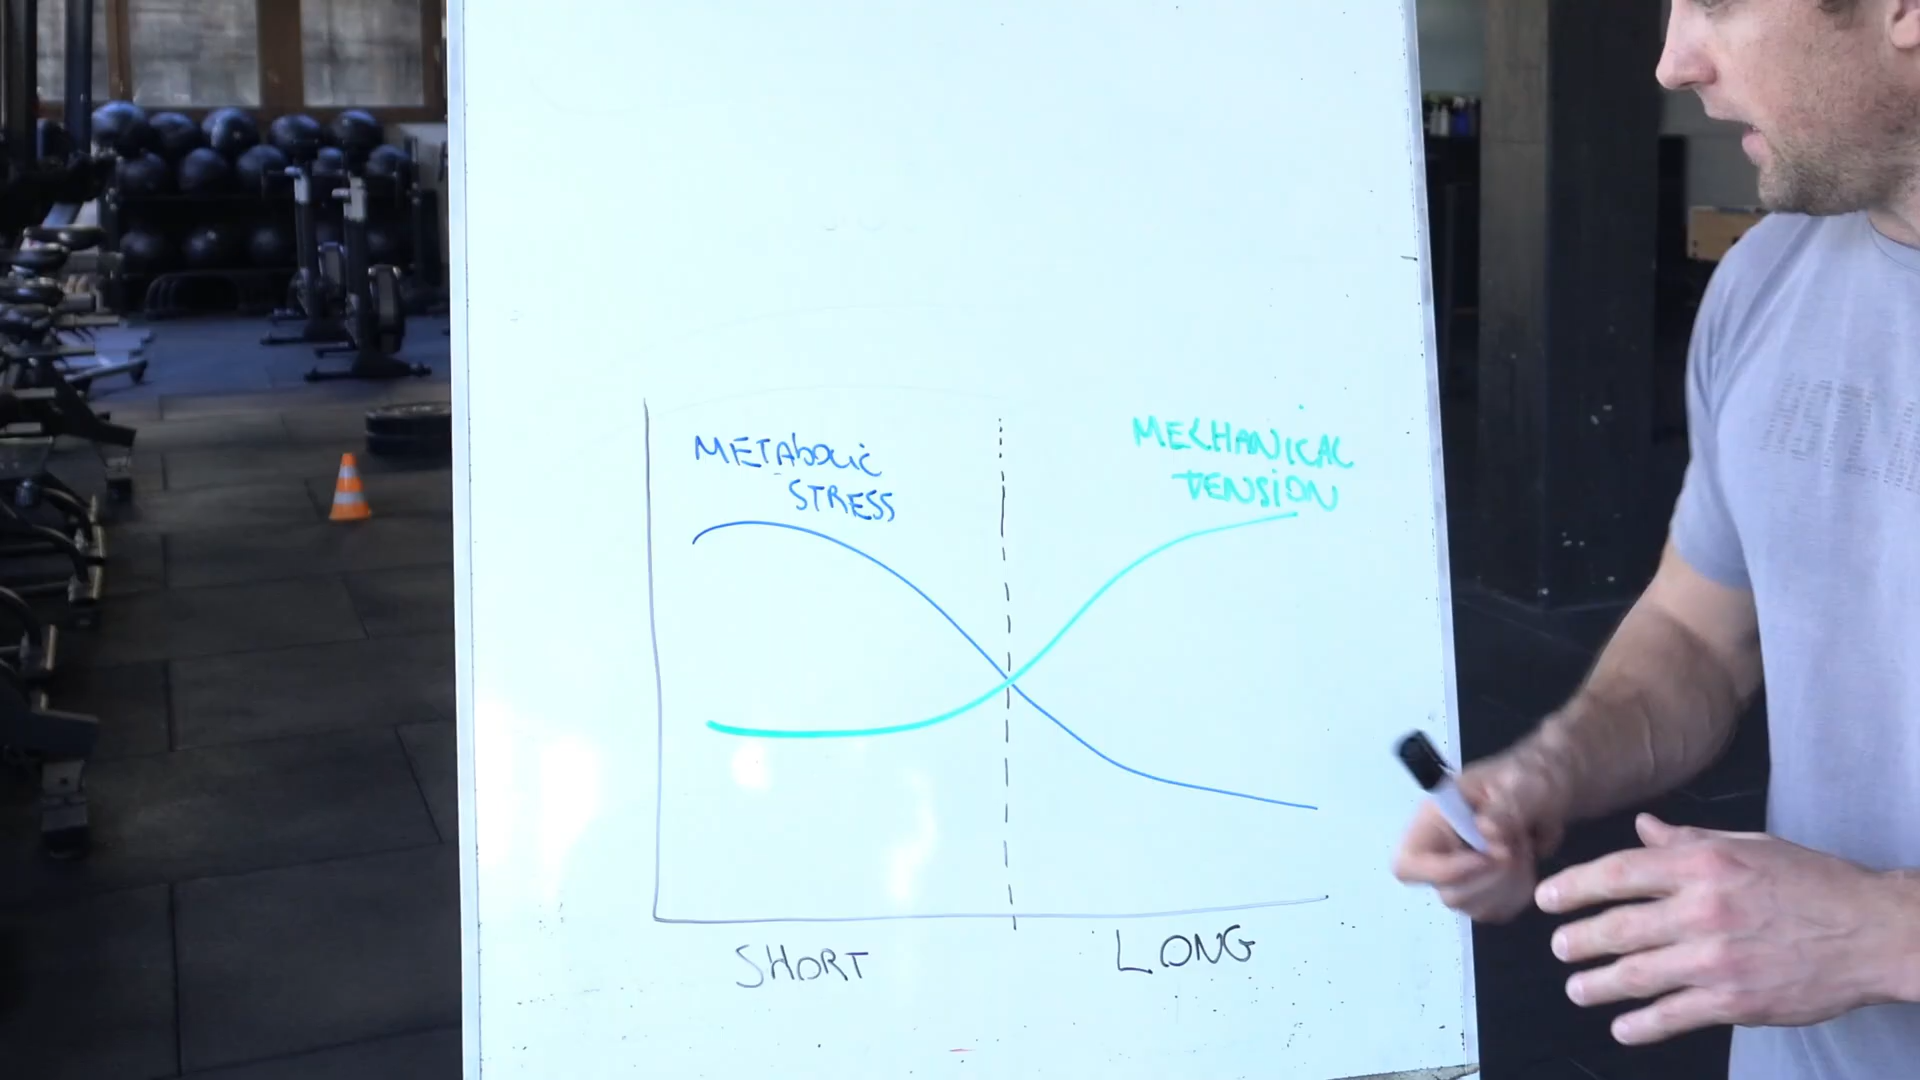 METAbOLiC
STRESS
MECHANiCAL
TENSiON
SHORT
LONG